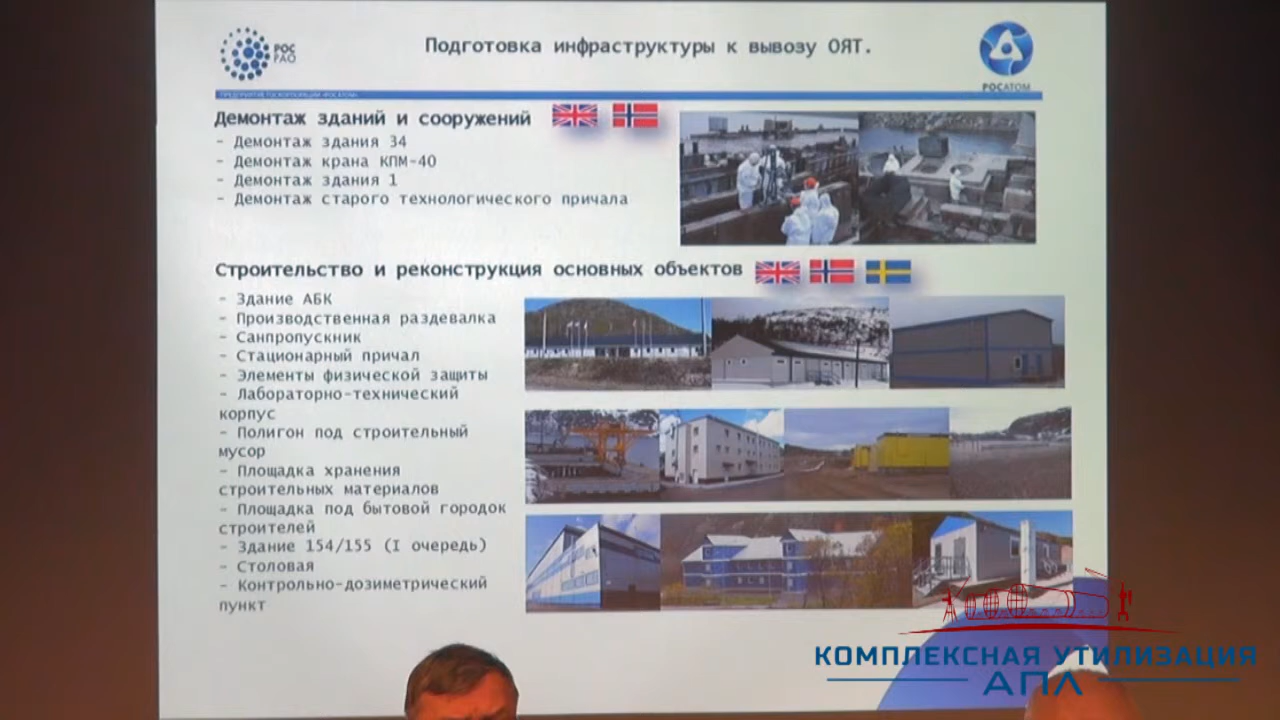 РОС
РАО
Подготовка инфраструктуры к вывозу ОЯТ.
РОСАТОМ
ПРЕДПРИЯТИЕ ГОСКОРПОРАЦИИ «РОСАТОМ»
Демонтаж зданий и сооружений
- Демонтаж здания 34
- Демонтаж крана КПМ-40
- Демонтаж здания 1
- Демонтаж старого технологического причала
Строительство и реконструкция основных объектов
- Здание АБК
- Производственная раздевалка
- Санпропускник
- Стационарный причал
- Элементы физической защиты
- Лабораторно-технический
корпус
- Полигон под строительный
мусор
- Площадка хранения
строительных материалов
- Площадка под бытовой городок
строителей
- Здание 154/155 (I очередь)
- Столовая
- Контрольно-дозиметрический
пункт
КОМПЛЕКСНАЯ УТИЛИЗАЦИЯ
АПЛ